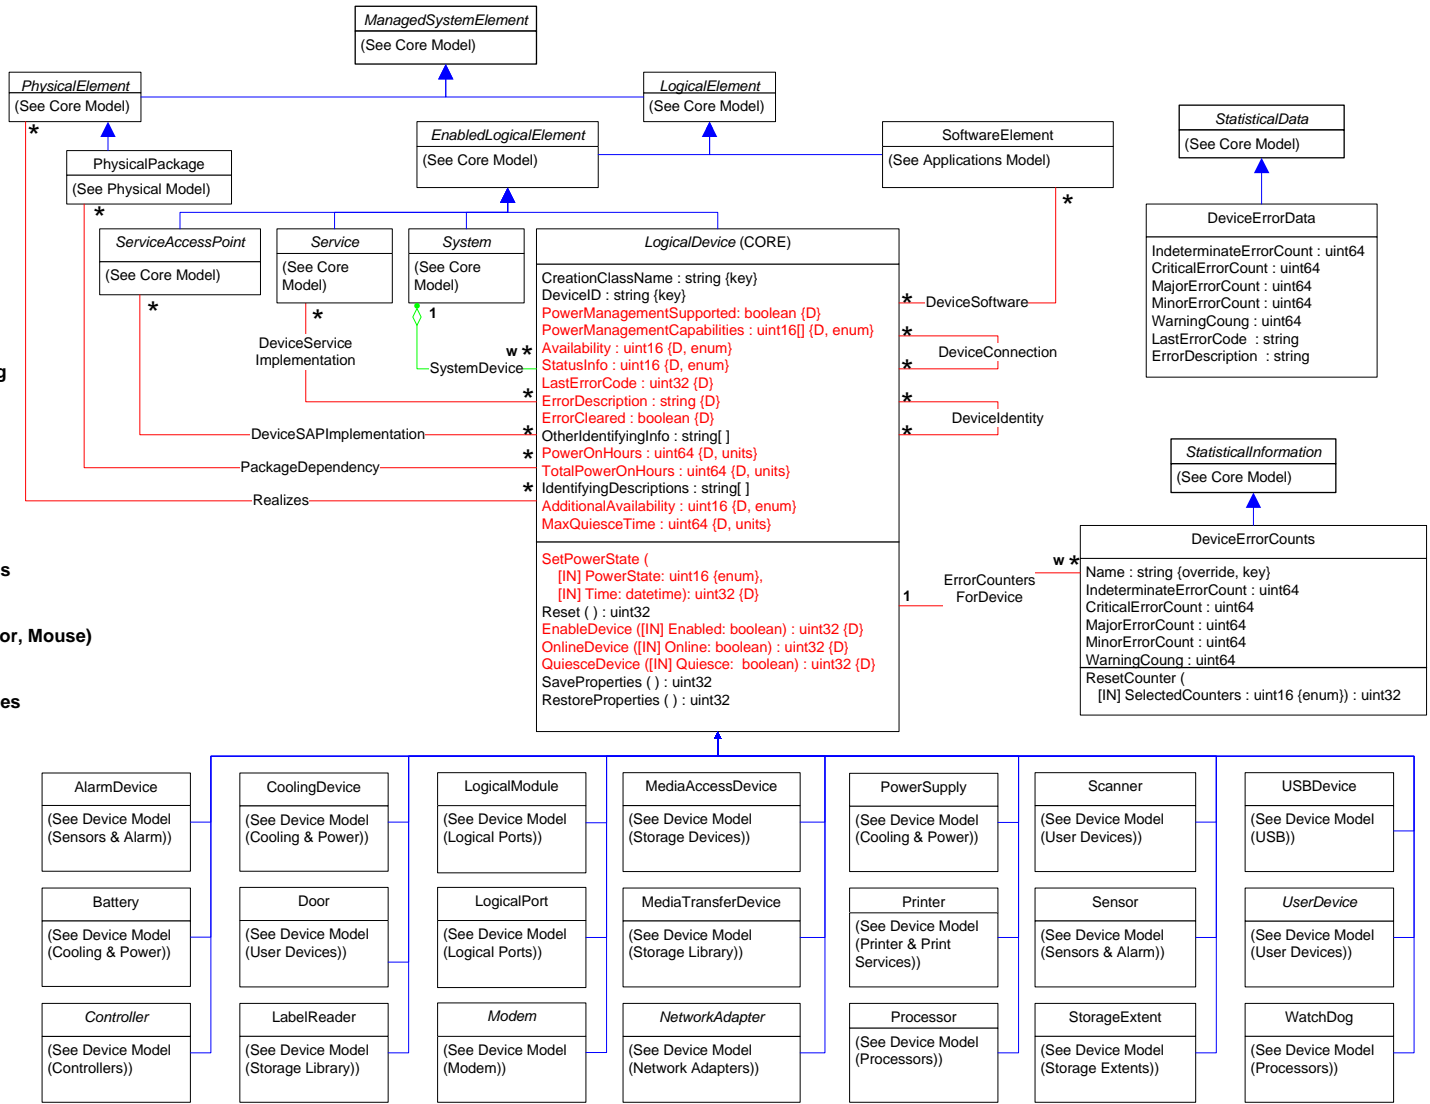 ManagedSystemElement
(See Core Model)
PhysicalElement
(See Core Model)
*
LogicalElement
(See Core Model)
PhysicalPackage
(See Physical Model)
*
EnabledLogicalElement
(See Core Model)
SoftwareElement
(See Applications Model)
*
StatisticalData
(See Core Model)
DeviceErrorData
IndeterminateErrorCount : uint64
CriticalErrorCount : uint64
MajorErrorCount : uint64
MinorErrorCount : uint64
WarningCoung : uint64
LastErrorCode : string
ErrorDescription : string
ServiceAccessPoint
(See Core Model)
*
Service
(See Core
Model)
*
System
(See Core
Model)
1
DeviceService
Implementation
w *
SystemDevice
*
DeviceSAPImplementation
*
PackageDependency
*
Realizes
*
LogicalDevice (CORE)
CreationClassName : string {key}
DeviceID : string {key}
PowerManagementSupported: boolean {D}
PowerManagementCapabilities : uint16[] {D, enum}
Availability : uint16 {D, enum}
StatusInfo : uint16 {D, enum}
LastErrorCode : uint32 {D}
ErrorDescription : string {D}
ErrorCleared : boolean {D}
OtherIdentifyingInfo : string[ ]
PowerOnHours : uint64 {D, units}
TotalPowerOnHours : uint64 {D, units}
IdentifyingDescriptions : string[ ]
AdditionalAvailability : uint16 {D, enum}
MaxQuiesceTime : uint64 {D, units}
SetPowerState (
[IN] PowerState: uint16 {enum},
[IN] Time: datetime): uint32 {D}
Reset ( ) : uint32
EnableDevice ([IN] Enabled: boolean) : uint32 {D}
OnlineDevice ([IN] Online: boolean) : uint32 {D}
QuiesceDevice ([IN] Quiesce: boolean) : uint32 {D}
SaveProperties ( ) : uint32
RestoreProperties ( ) : uint32
* DeviceSoftware
*
DeviceConnection
*
*
DeviceIdentity
*
StatisticalInformation
(See Core Model)
1
ErrorCounters
ForDevice
w *
DeviceErrorCounts
Name : string {override, key}
IndeterminateErrorCount : uint64
CriticalErrorCount : uint64
MajorErrorCount : uint64
MinorErrorCount : uint64
WarningCoung : uint64
ResetCounter (
[IN] SelectedCounters : uint16 {enum}) : uint32
g
s
or, Mouse)
es
AlarmDevice
(See Device Model
(Sensors & Alarm))
CoolingDevice
(See Device Model
(Cooling & Power))
LogicalModule
(See Device Model
(Logical Ports))
MediaAccessDevice
(See Device Model
(Storage Devices))
PowerSupply
(See Device Model
(Cooling & Power))
Scanner
(See Device Model
(User Devices))
USBDevice
(See Device Model
(USB))
Battery
(See Device Model
(Cooling & Power))
Door
(See Device Model
(User Devices))
LogicalPort
(See Device Model
(Logical Ports))
MediaTransferDevice
(See Device Model
(Storage Library))
Printer
(See Device Model
(Printer & Print
Services))
Sensor
(See Device Model
(Sensors & Alarm))
UserDevice
(See Device Model
(User Devices))
Controller
(See Device Model
(Controllers))
LabelReader
(See Device Model
(Storage Library))
Modem
(See Device Model
(Modem))
NetworkAdapter
(See Device Model
(Network Adapters))
Processor
(See Device Model
(Processors))
StorageExtent
(See Device Model
(Storage Extents))
WatchDog
(See Device Model
(Processors))